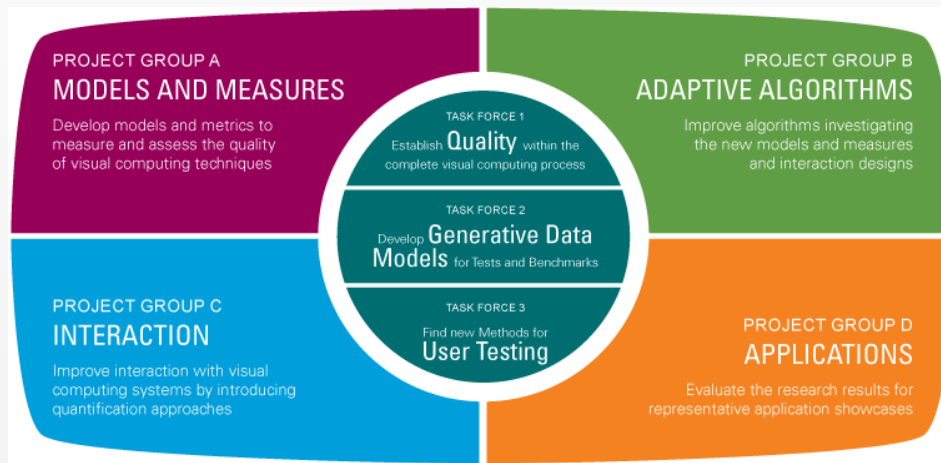 PROJECT GROUP A
MODELS AND MEASURES
Develop models and metrics to
measure and assess the quality
of visual computing techniques
PROJECT GROUP B
ADAPTIVE ALGORITHMS
Improve algorithms investigating
the new models and measures
and interaction designs
TASK FORCE 1
Establish Quality within the
complete visual computing process
TASK FORCE 2
Develop Generative Data
Models for Tests and Benchmarks
TASK FORCE 3
Find new Methods for
User Testing
PROJECT GROUP C
INTERACTION
Improve interaction with visual
computing systems by introducing
quantification approaches
PROJECT GROUP D
APPLICATIONS
Evaluate the research results for
representative application showcases